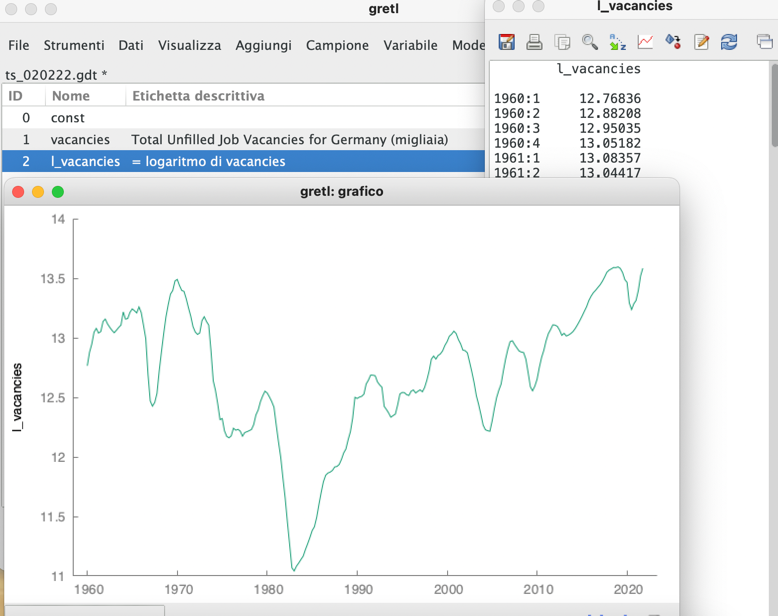 gretl
File Strumenti Dati Visualizza Aggiungi Campione Variabile Mode
ts_020222.gdt *
ID Nome Etichetta descrittiva
0 const
1 vacancies Total Unfilled Job Vacancies for Germany (migliaia)
2 l_vacancies = logaritmo di vacancies
l_vacancies
l_vacancies
1960:1 12.76836
1960:2 12.88208
1960:3 12.95035
1960:4 13.05182
1961:1 13.08357
1961:2 13.04417
gretl: grafico
14
13.5
13
12.5
12
11.5
11
l_vacancies
1960 1970 1980 1990 2000 2010 2020